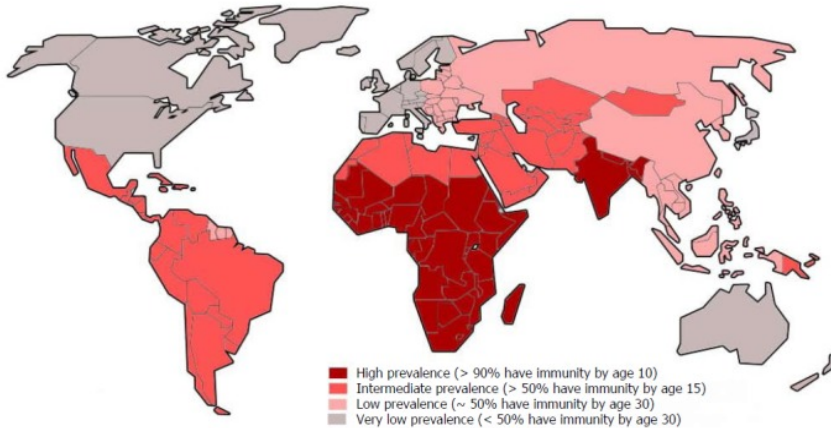 High prevalence (> 90% have immunity by age 10)
Intermediate prevalence (> 50% have immunity by age 15)
Low prevalence (~ 50% have immunity by age 30)
Very low prevalence (< 50% have immunity by age 30)